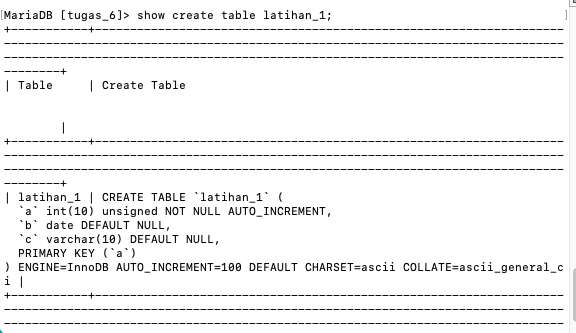 [MariaDB [tugas_6]> show create table latihan_1; ]
+----------+--------------------------------------------------------------------
--------------------------------------------------------------------------------
--------------------------------------------------------------------------------
--------+
| Table    | Create Table
        |
+----------+--------------------------------------------------------------------
--------------------------------------------------------------------------------
--------------------------------------------------------------------------------
--------+
| latihan_1 | CREATE TABLE `latihan_1` (
  `a` int(10) unsigned NOT NULL AUTO_INCREMENT,
  `b` date DEFAULT NULL,
  `c` varchar(10) DEFAULT NULL,
  PRIMARY KEY (`a`)
) ENGINE=InnoDB AUTO_INCREMENT=100 DEFAULT CHARSET=ascii COLLATE=ascii_general_c
i |
+----------+--------------------------------------------------------------------
--------------------------------------------------------------------------------
--------------------------------------------------------------------------------